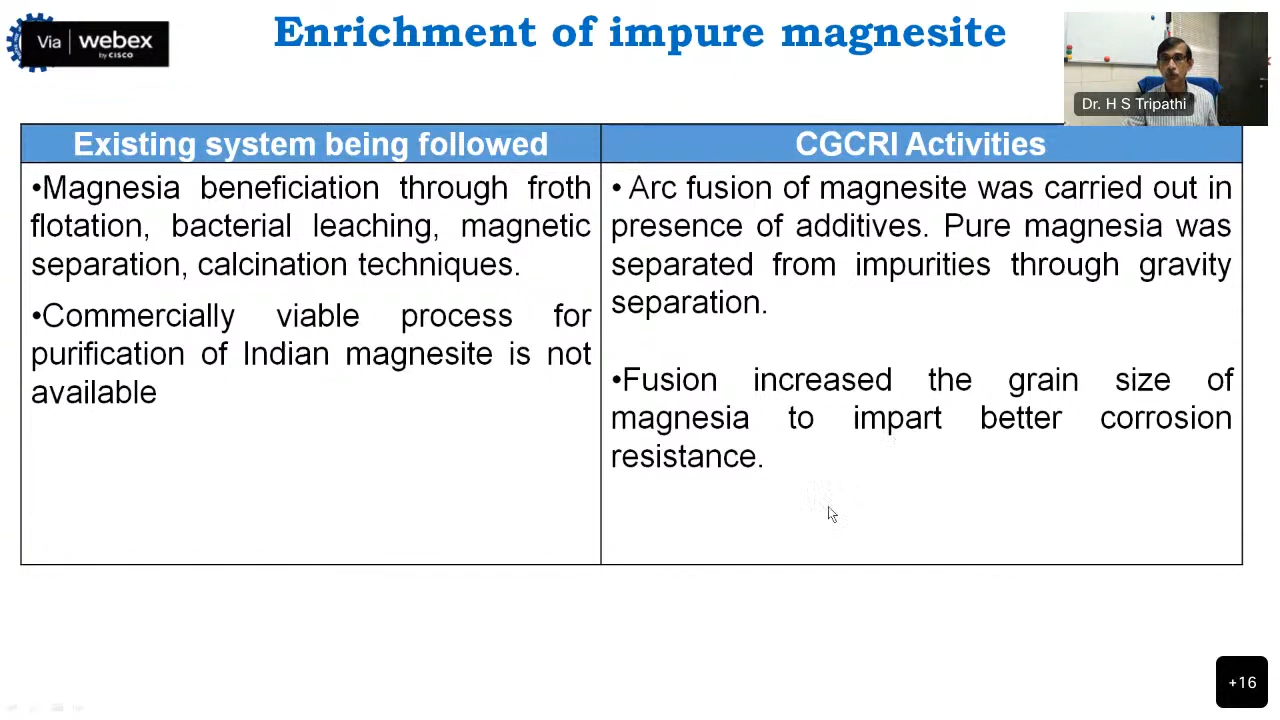 Enrichment of impure magnesite
Via webex
by CISCO
Dr. H S Tripathi
Existing system being followed
•Magnesia beneficiation through froth
flotation, bacterial leaching, magnetic
separation, calcination techniques.
•Commercially viable process for
purification of Indian magnesite is not
available
CGCRI Activities
• Arc fusion of magnesite was carried out in
presence of additives. Pure magnesia was
separated from impurities through gravity
separation.
•Fusion increased the grain size of
magnesia to impart better corrosion
resistance.
+16